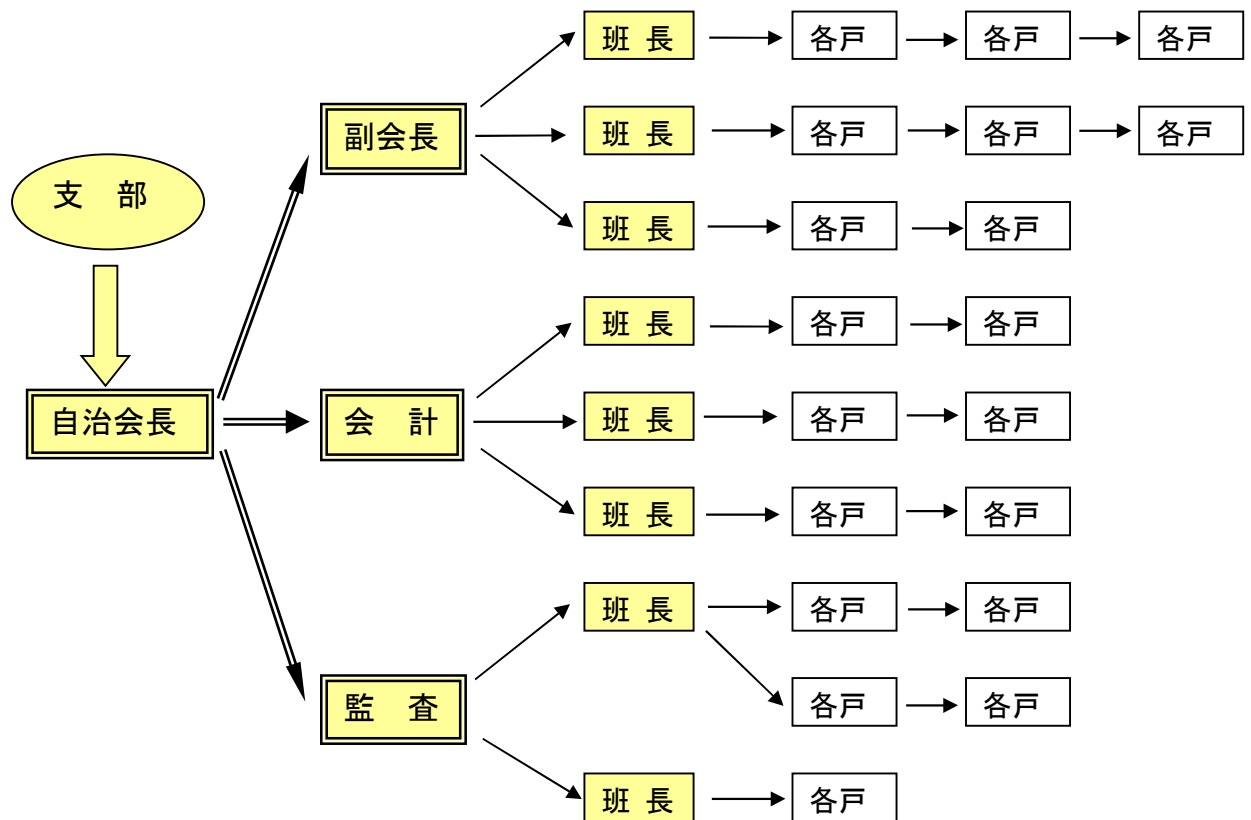 班 長 各戸 各戸 各戸
副会長 班 長 各戸 各戸 各戸
支 部
班 長 各戸 各戸
班 長 各戸 各戸
自治会長 会 計 班 長 各戸 各戸
班 長 各戸 各戸
班 長 各戸 各戸
監 査 各戸 各戸
班 長 各戸